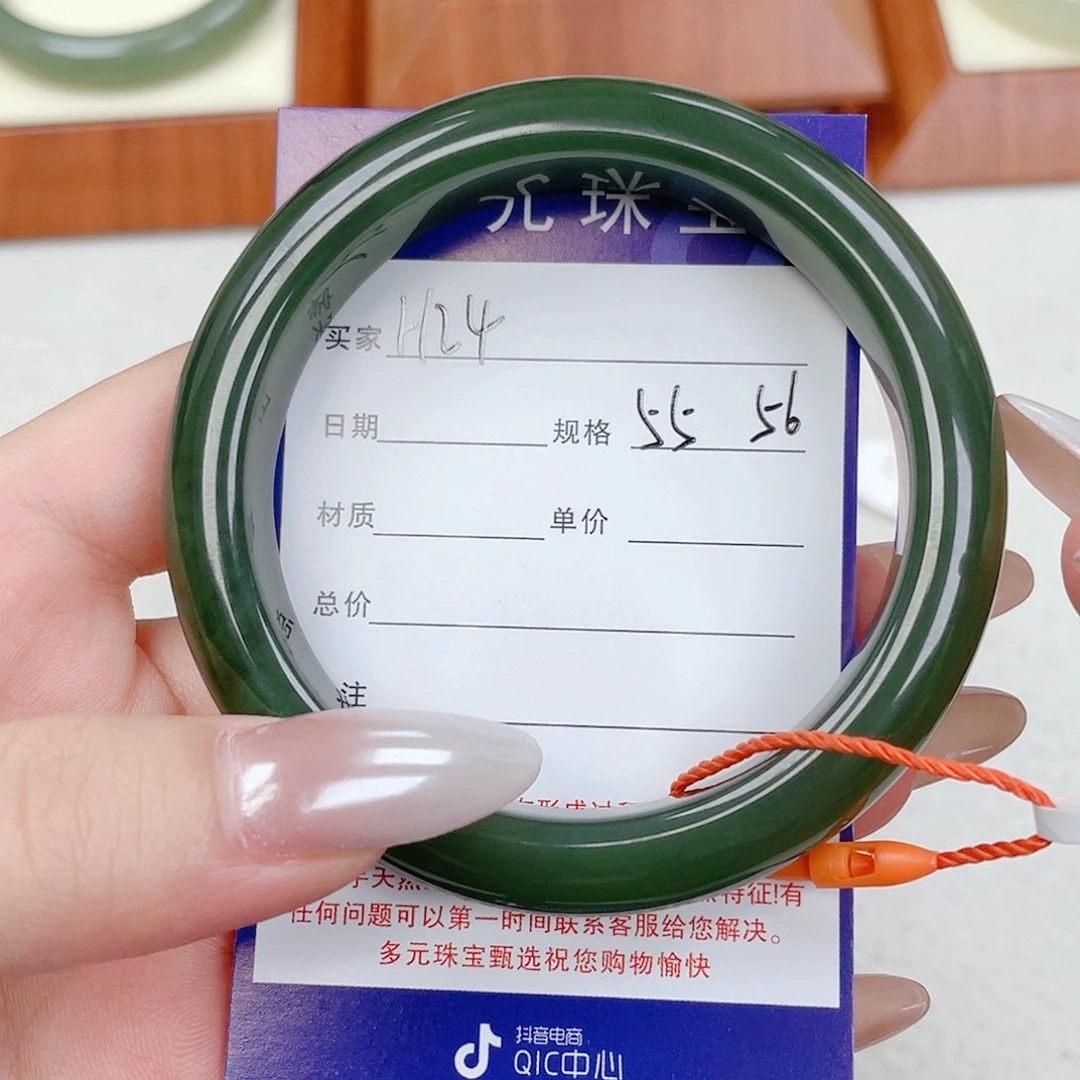 元珠宝
买家 H24
日期 规格 55 56
材质 单价
总价
注
任何问题可以第一时间联系客服给您解决。
多元珠宝甄选祝您购物愉快
抖音电商
QIC中心